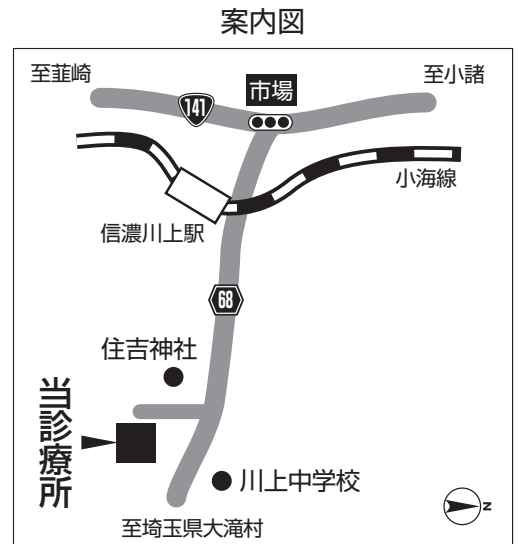 案内図
至韮崎
141
市場
至小諸
小海線
信濃川上駅
68
住吉神社
当診療所
川上中学校
至埼玉県大滝村
N